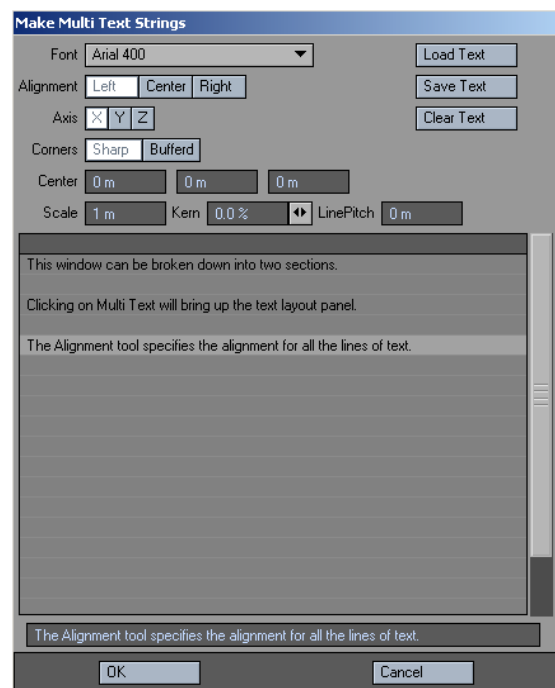 Make Multi Text Strings
Font Arial 400 Load Text
Alignment Left Center Right Save Text
Axis X Y Z Clear Text
Corners Sharp Bufferd
Center 0 m 0 m 0 m
Scale 1 m Kern 0.0 % LinePitch 0 m
This window can be broken down into two sections.
Clicking on Multi Text will bring up the text layout panel.
The Alignment tool specifies the alignment for all the lines of text.
The Alignment tool specifies the alignment for all the lines of text.
OK Cancel